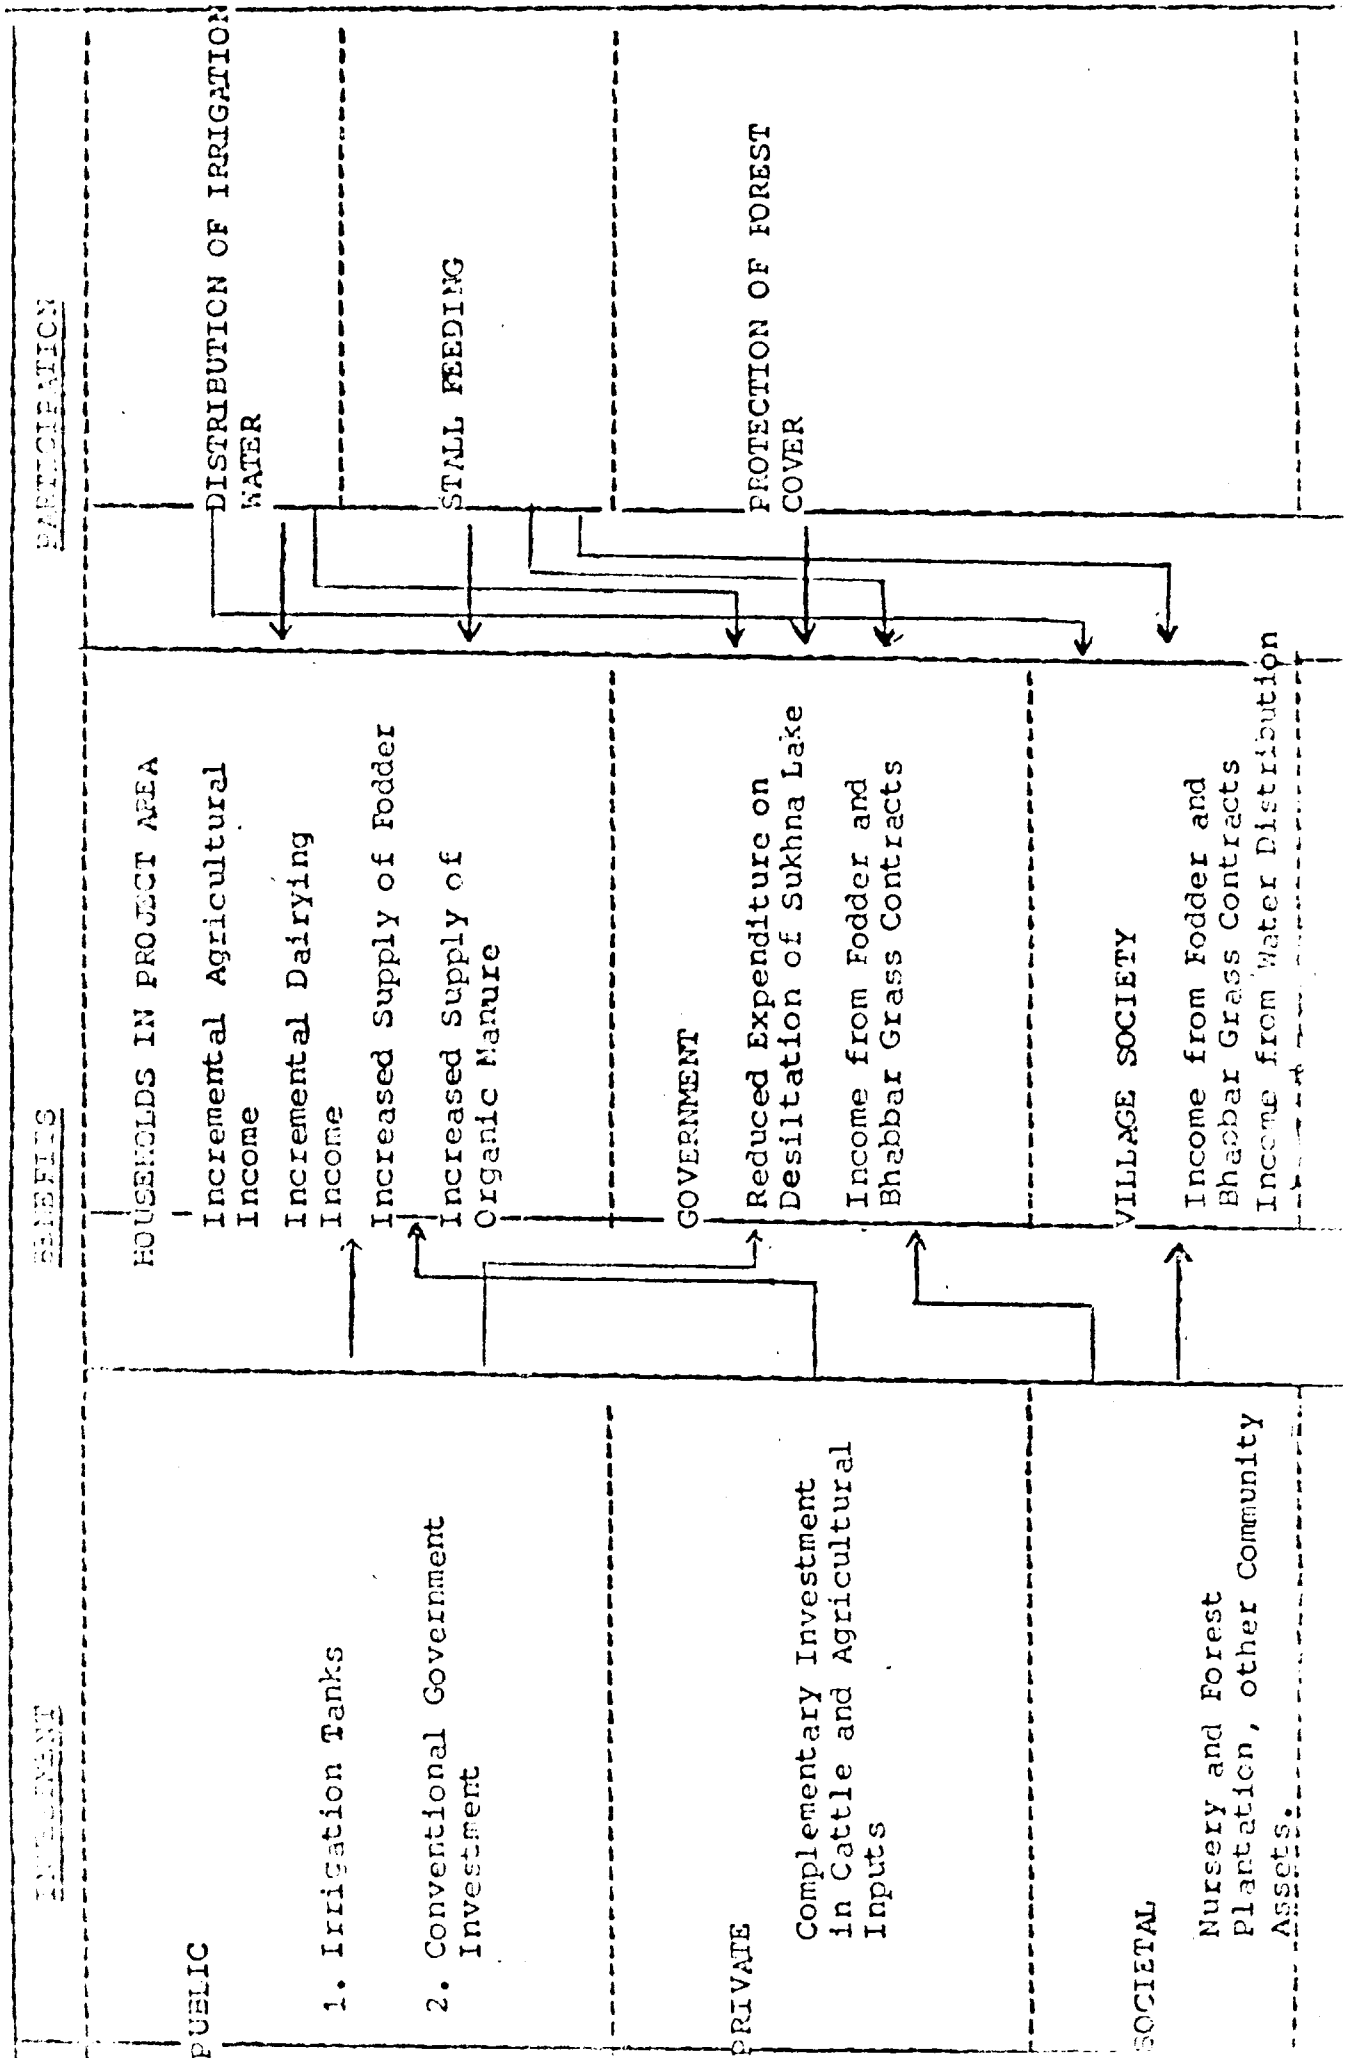 INVESTMENT
PUBLIC
1. Irrigation Tanks
2. Conventional Government
Investment
PRIVATE
Complementary Investment
in Cattle and Agricultural
Inputs
SOCIETAL
Nursery and Forest
Plantation, other Community
Assets.
BENEFITS
HOUSEHOLDS IN PROJECT AREA
Incremental Agricultural
Income
Incremental Dairying
Income
Increased Supply of Fodder
Increased Supply of
Organic Manure
GOVERNMENT
Reduced Expenditure on
Desiltation of Sukhna Lake
Income from Fodder and
Bhabbar Grass Contracts
VILLAGE SOCIETY
Income from Fodder and
Bhabbar Grass Contracts
Income from Water Distribution
PARTICIPATION
DISTRIBUTION OF IRRIGATION
WATER
STALL FEEDING
PROTECTION OF FOREST
COVER